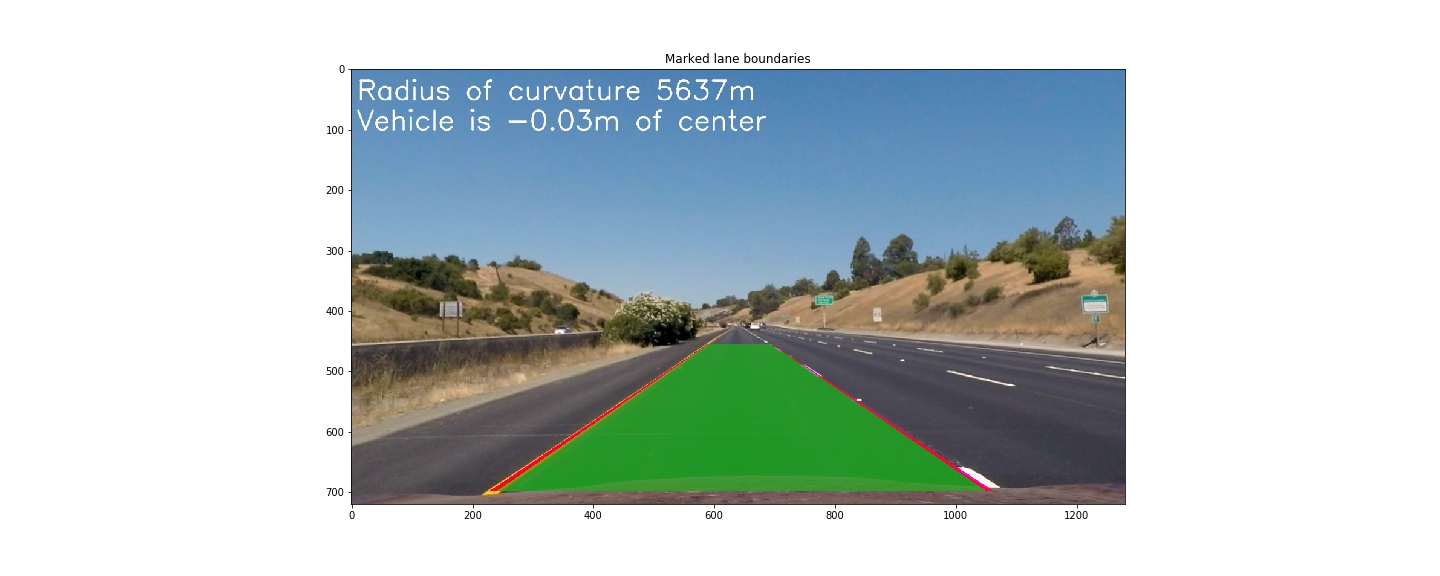 Marked lane boundaries
Radius of curvature 5637m
Vehicle is −0.03m of center
0
100
200
300
400
500
600
700
0 200 400 600 800 1000 1200